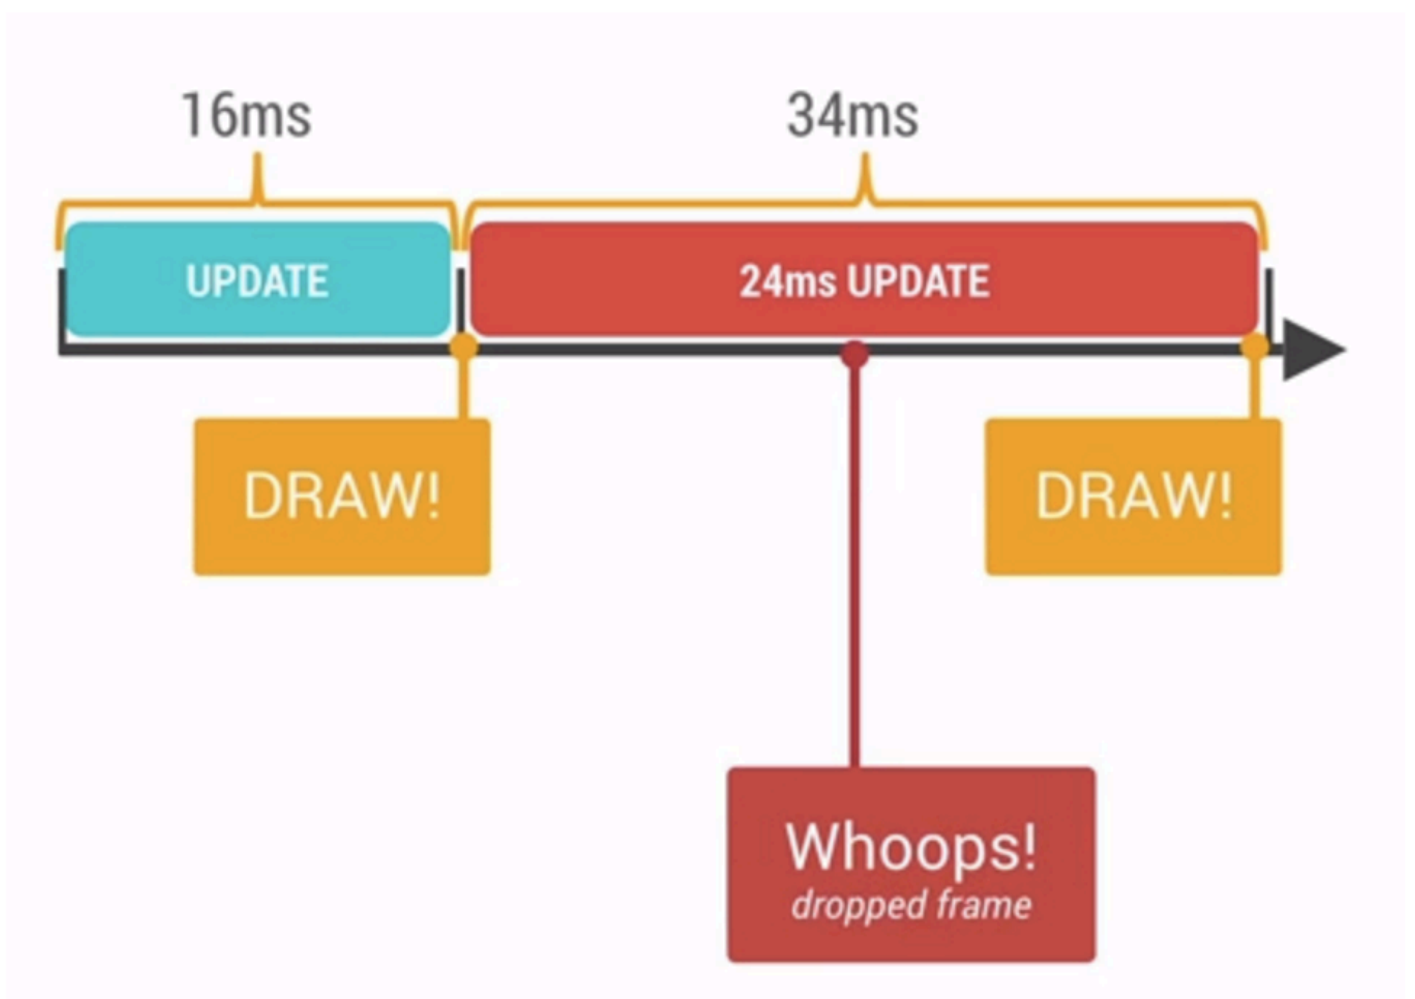 16ms
34ms
UPDATE
24ms UPDATE
DRAW!
DRAW!
Whoops!
dropped frame